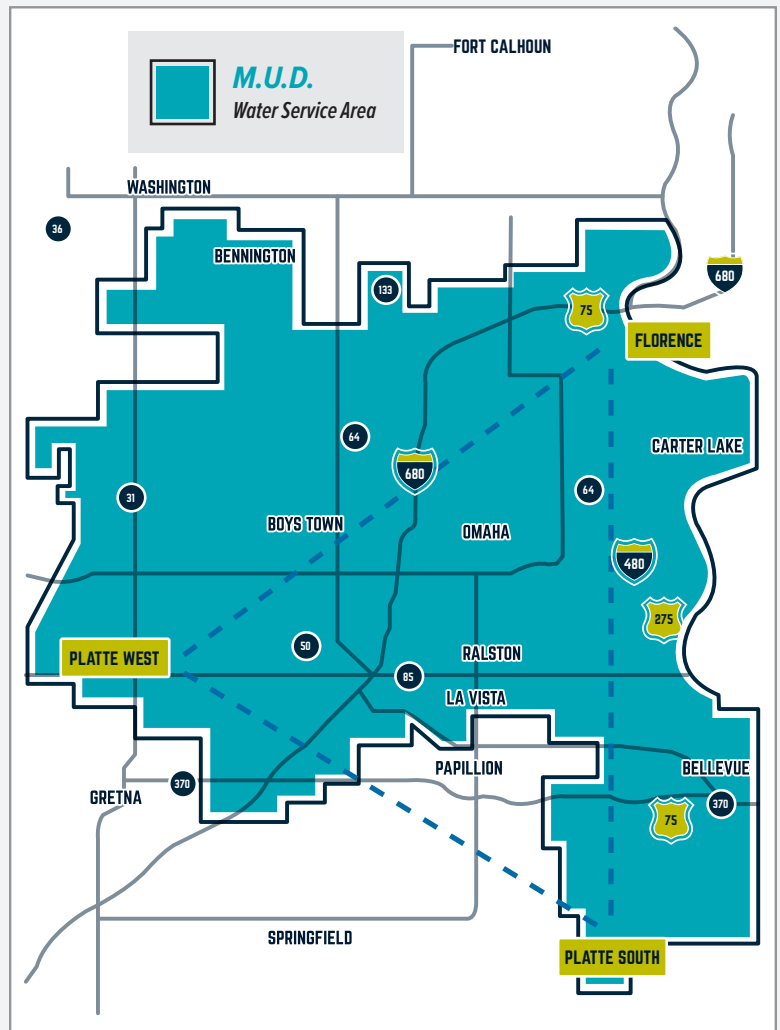 M.U.D.
Water Service Area
FORT CALHOUN
WASHINGTON
36
BENNINGTON
133
680
75
FLORENCE
64
CARTER LAKE
680
64
31
BOYS TOWN
OMAHA
480
275
50
RALSTON
PLATTE WEST
85
LA VISTA
PAPILLION
BELLEVUE
370
GRETNA
370
75
SPRINGFIELD
PLATTE SOUTH